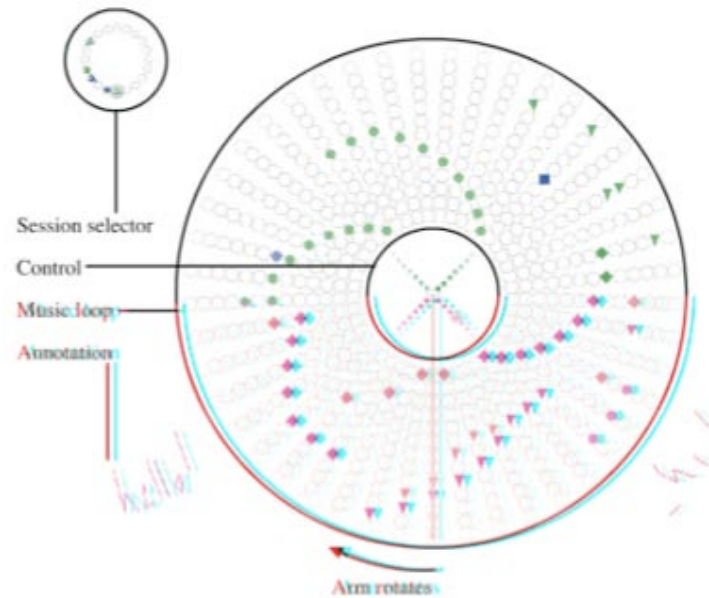 Session selector
Control
Music loop
Annotation
Arm rotates